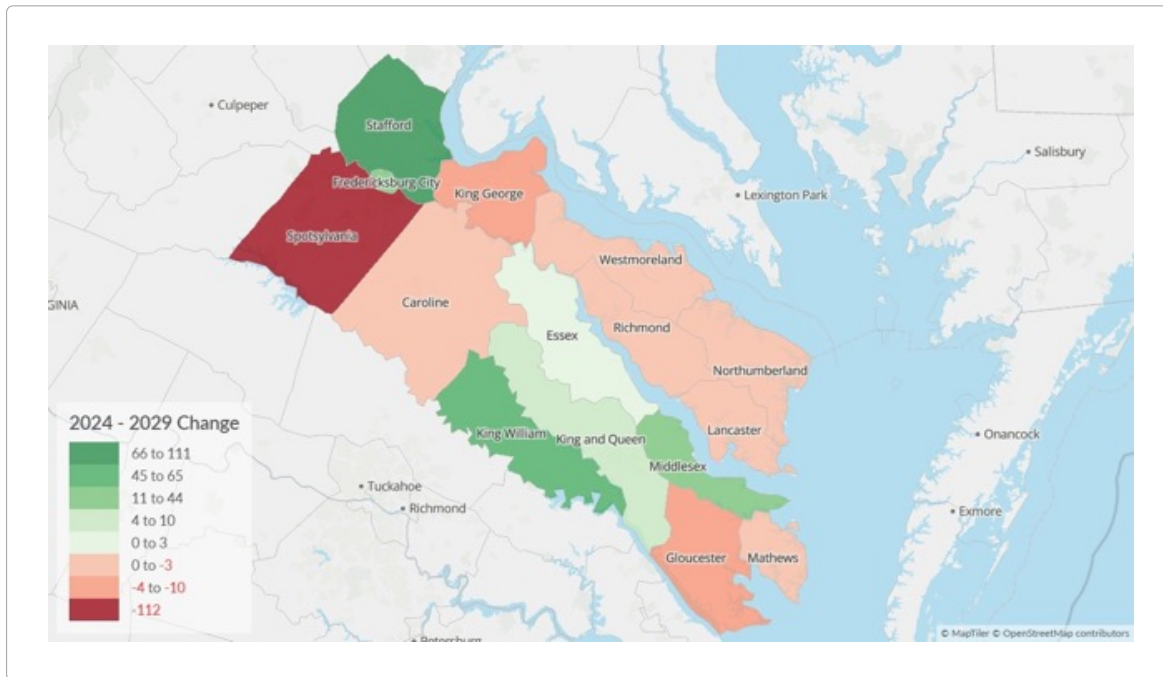 Culpeper
Stafford
Salisbury
Fredericksburg City
King George
Lexington Park
Spotsylvania
Westmoreland
GINIA
Caroline
Richmond
Essex
Northumberland
2024 - 2029 Change
66 to 111
45 to 65
11 to 44
4 to 10
0 to 3
0 to -3
-4 to -10
-112
King William
King and Queen
Lancaster
Onancock
Middlesex
Tuckahoe
Richmond
Exmore
Gloucester
Mathews
Petersburg
© MapTiler © OpenStreetMap contributors